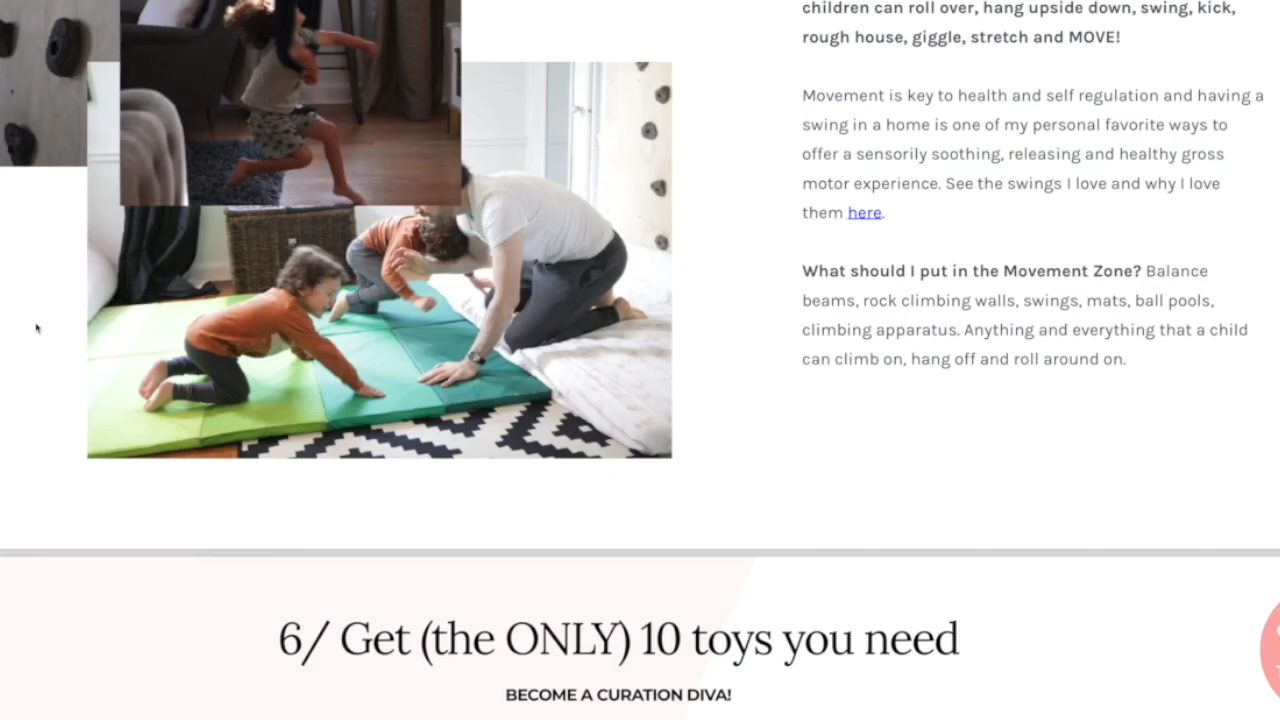 children can roll over, hang upside down, swing, kick,
rough house, giggle, stretch and MOVE!
Movement is key to health and self regulation and having a
swing in a home is one of my personal favorite ways to
offer a sensorily soothing, releasing and healthy gross
motor experience. See the swings I love and why I love
them here.
What should I put in the Movement Zone? Balance
beams, rock climbing walls, swings, mats, ball pools,
climbing apparatus. Anything and everything that a child
can climb on, hang off and roll around on.
6/ Get (the ONLY) 10 toys you need
BECOME A CURATION DIVA!